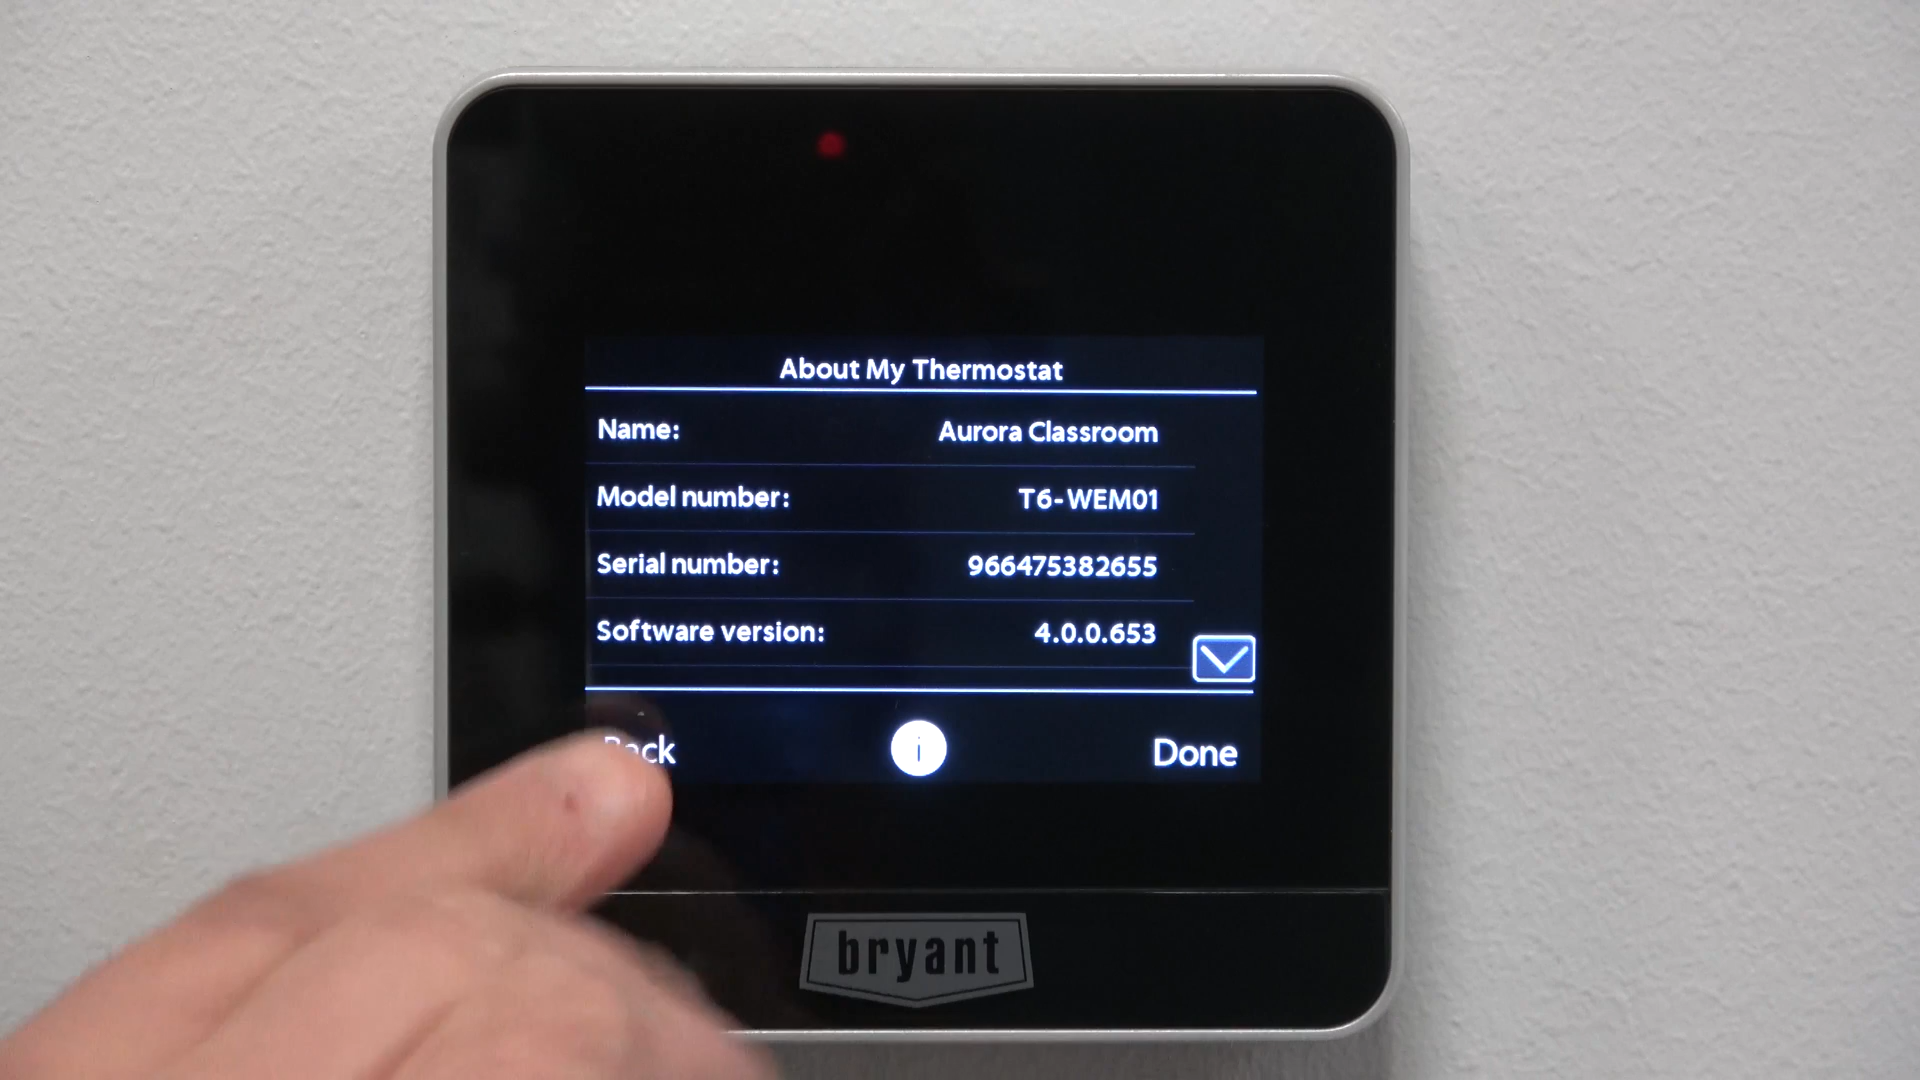 About My Thermostat
Name: Aurora Classroom
Model number: T6-WEM01
Serial number: 966475382655
Software version: 4.0.0.653
Back i Done
bryant